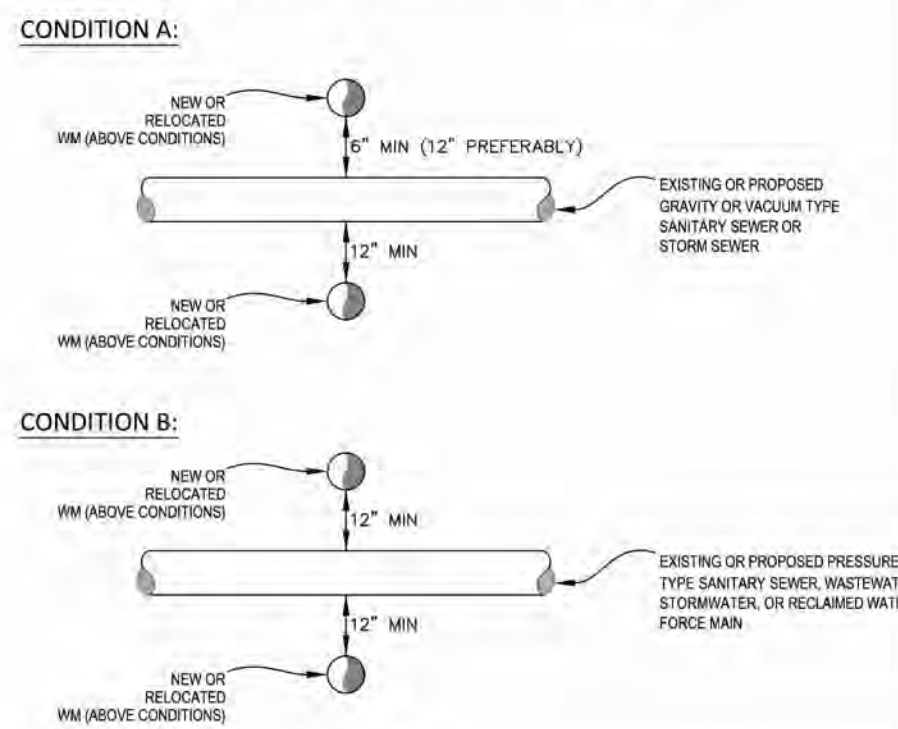 CONDITION A:
NEW OR
RELOCATED
WM (ABOVE CONDITIONS)
6" MIN (12" PREFERABLY)
EXISTING OR PROPOSED
GRAVITY OR VACUUM TYPE
SANITARY SEWER OR
STORM SEWER
12" MIN
NEW OR
RELOCATED
WM (ABOVE CONDITIONS)
CONDITION B:
NEW OR
RELOCATED
WM (ABOVE CONDITIONS)
12" MIN
EXISTING OR PROPOSED PRESSURE
TYPE SANITARY SEWER, WASTEWAT
STORMWATER, OR RECLAIMED WAT
FORCE MAIN
12" MIN
NEW OR
RELOCATED
WM (ABOVE CONDITIONS)